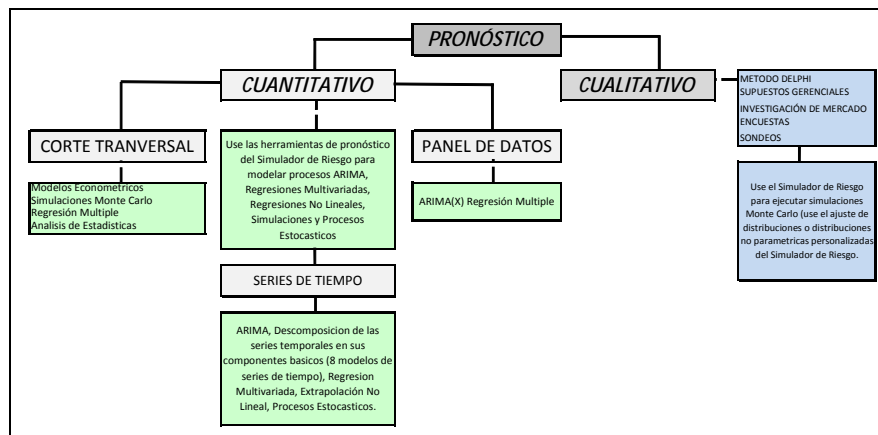 PRONÓSTICO
CUANTITATIVO
CUALITATIVO
METODO DELPHI
SUPUESTOS GERENCIALES
INVESTIGACIÓN DE MERCADO
ENCUESTAS
SONDEOS
CORTE TRANVERSAL
Modelos Econometricos
Simulaciones Monte Carlo
Regresión Multiple
Analisis de Estadisticas
Use las herramientas de pronóstico
del Simulador de Riesgo para
modelar procesos ARIMA,
Regresiones Multivariadas,
Regresiones No Lineales,
Simulaciones y Procesos
Estocasticos
PANEL DE DATOS
ARIMA(X) Regresión Multiple
Use el Simulador de Riesgo
para ejecutar simulaciones
Monte Carlo (use el ajuste de
distribuciones o distribuciones
no parametricas personalizadas
del Simulador de Riesgo.
SERIES DE TIEMPO
ARIMA, Descomposicion de las
series temporales en sus
componentes basicos (8 modelos de
series de tiempo), Regresion
Multivariada, Extrapolación No
Lineal, Procesos Estocasticos.